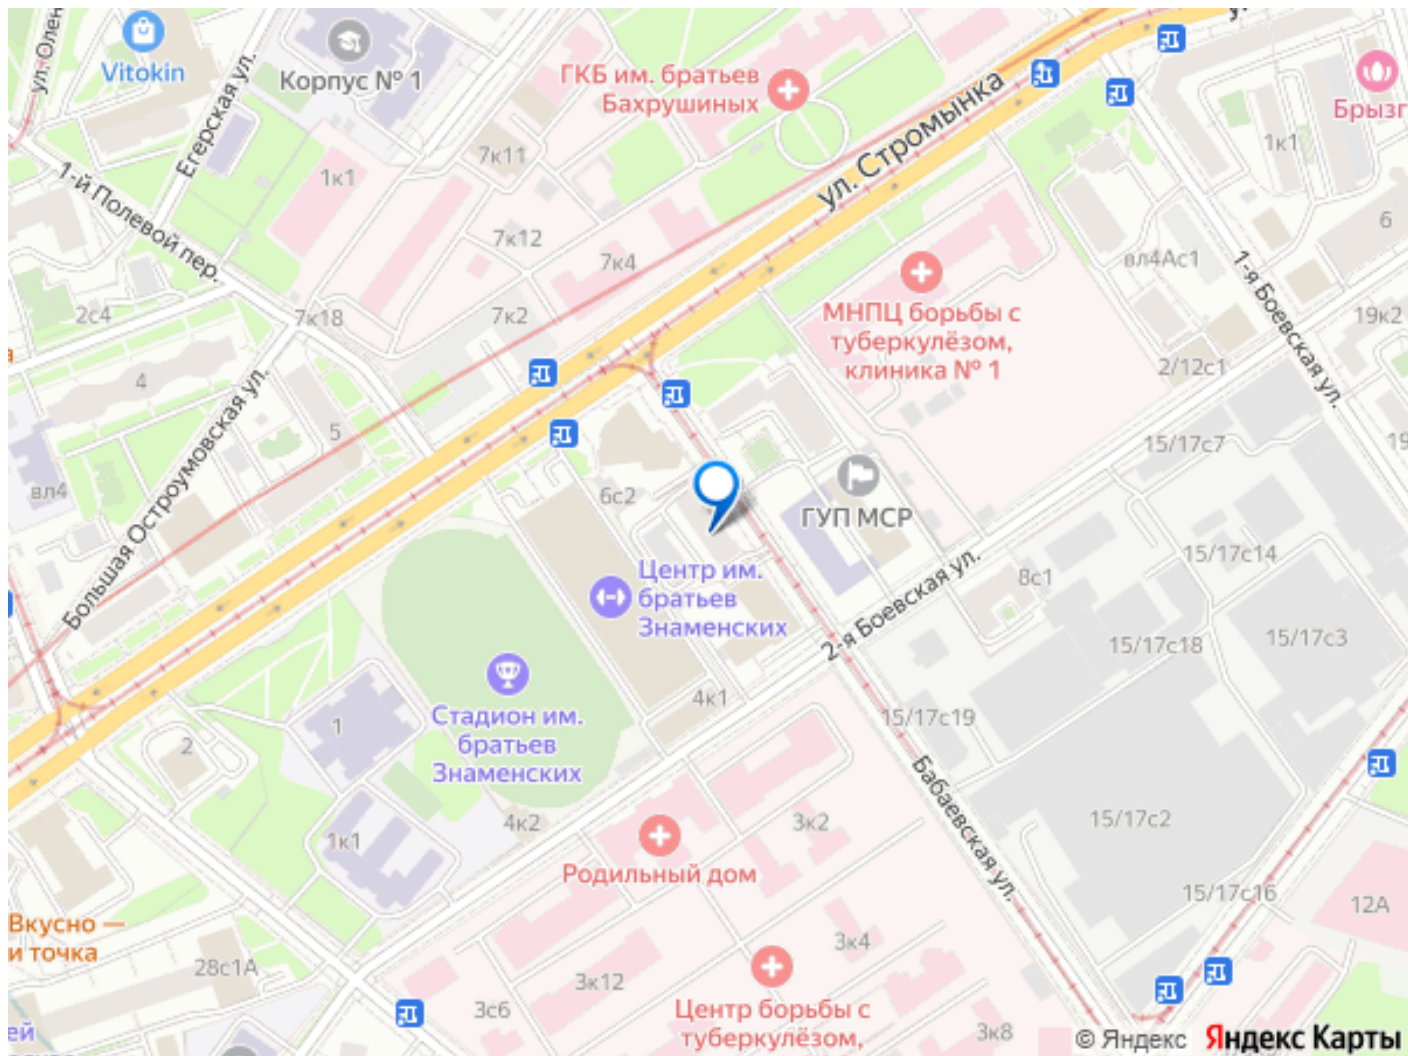 ул. Олен
Vitokin
Егерская ул.
Корпус № 1
ГКБ им. братьев
Бахрушиных
ул. Стромынка
Брызг
1к1
7к11
1к1
1-й Полевой пер.
7к12
7к4
6
вл4Ас1
1-я Боевская ул.
МНПЦ борьбы с
туберкулёзом,
клиника № 1
2с4
7к18
7к2
19к2
2/12с1
а
4
5
Большая Остроумовская ул.
15/17с7
19
вл4
6с2
ГУП МСР
15/17с14
Центр им.
братьев
Знаменских
2-я Боевская ул.
8с1
15/17с18
15/17с3
4к1
Стадион им.
братьев
Знаменских
1
2
15/17с19
Бабаевская ул.
4к2
3к2
15/17с2
1к1
Родильный дом
15/17с16
12А
Вкусно —
и точка
28с1А
3к4
3к12
3с6
Центр борьбы с
туберкулёзом,
3к8
ей
© Яндекс Яндекс Карты